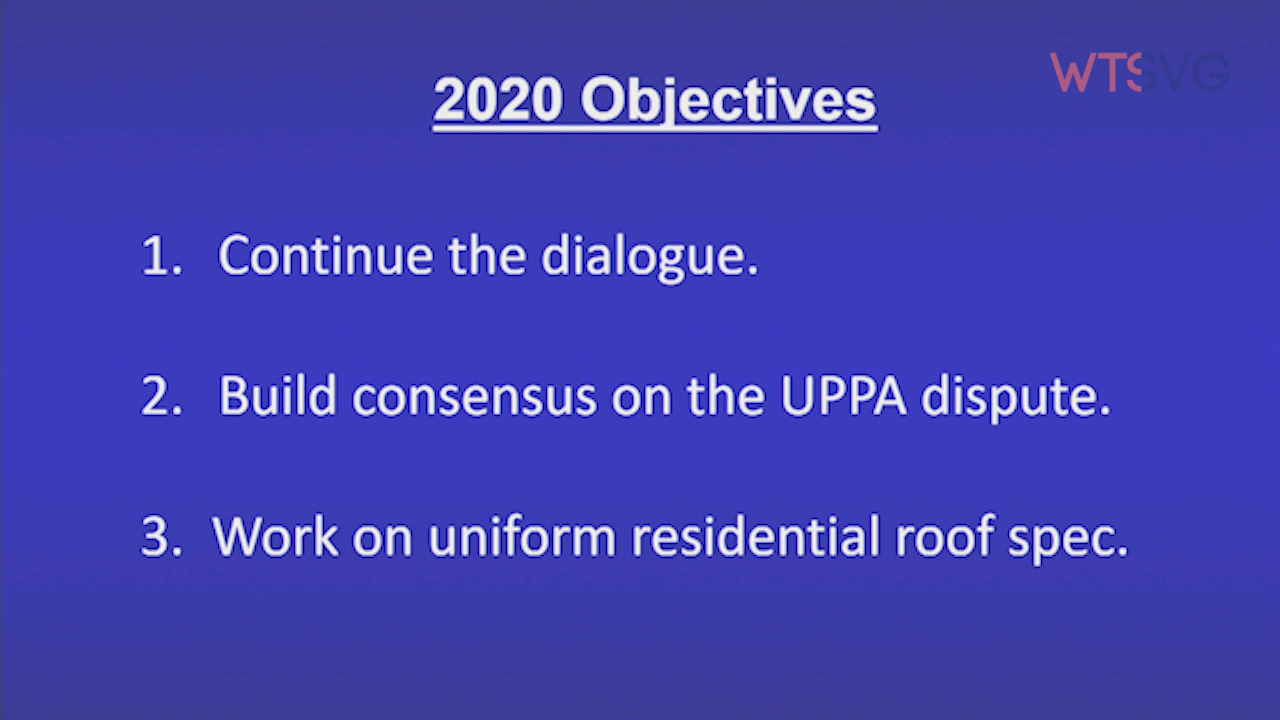 WTSVG
2020 Objectives
1. Continue the dialogue.
2. Build consensus on the UPPA dispute.
3. Work on uniform residential roof spec.